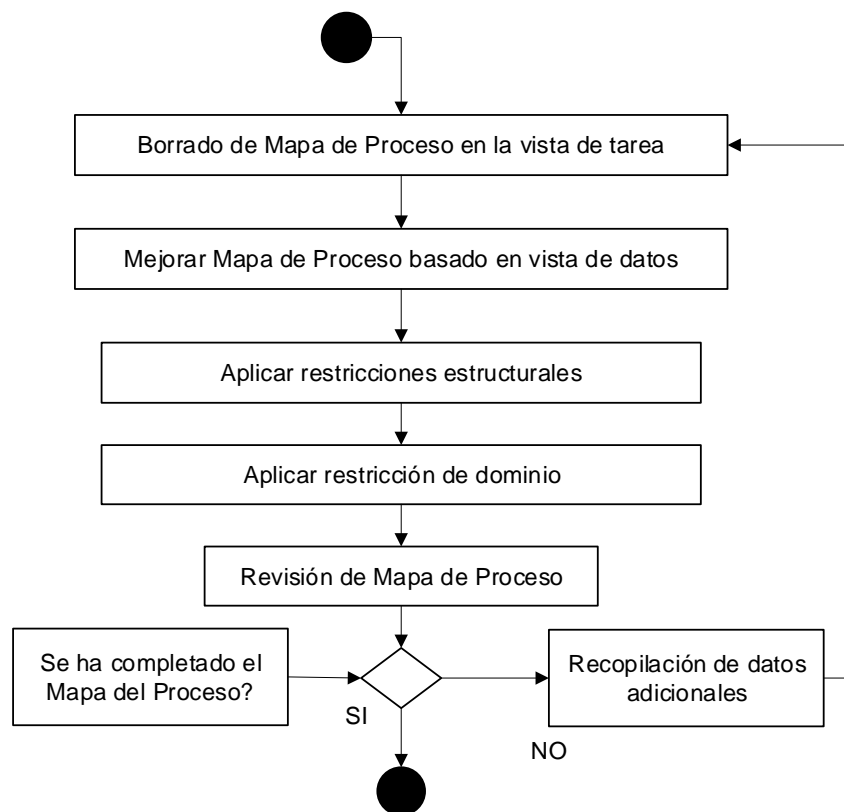 Borrado de Mapa de Proceso en la vista de tarea
Mejorar Mapa de Proceso basado en vista de datos
Aplicar restricciones estructurales
Aplicar restricción de dominio
Revisión de Mapa de Proceso
Se ha completado el
Mapa del Proceso?
Recopilación de datos
adicionales
SI
NO